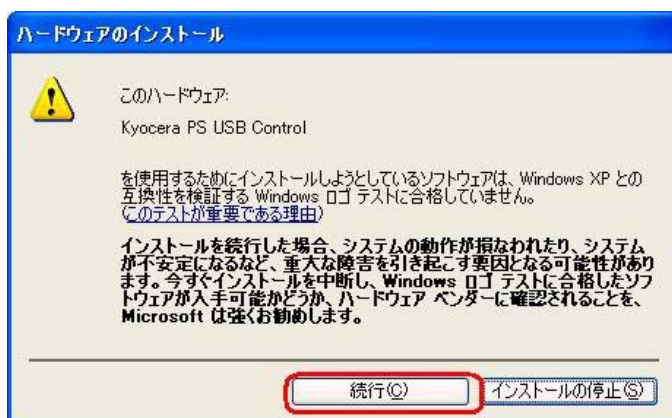 ハードウェアのインストール
このハードウェア:
Kyocera PS USB Control
を使用するためにインストールしようとしているソフトウェアは、Windows XP との
互換性を検証する Windows ロゴ テストに合格していません。
(このテストが重要である理由)
インストールを続行した場合、システムの動作が損なわれたり、システム
が不安定になるなど、重大な障害を引き起こす要因となる可能性があり
ます。今すぐインストールを中断し、Windows ロゴ テストに合格したソフ
トウェアが入手可能かどうか、ハードウェア ベンダーに確認されることを、
Microsoft は強くお勧めします。
続行(C) インストールの停止(S)